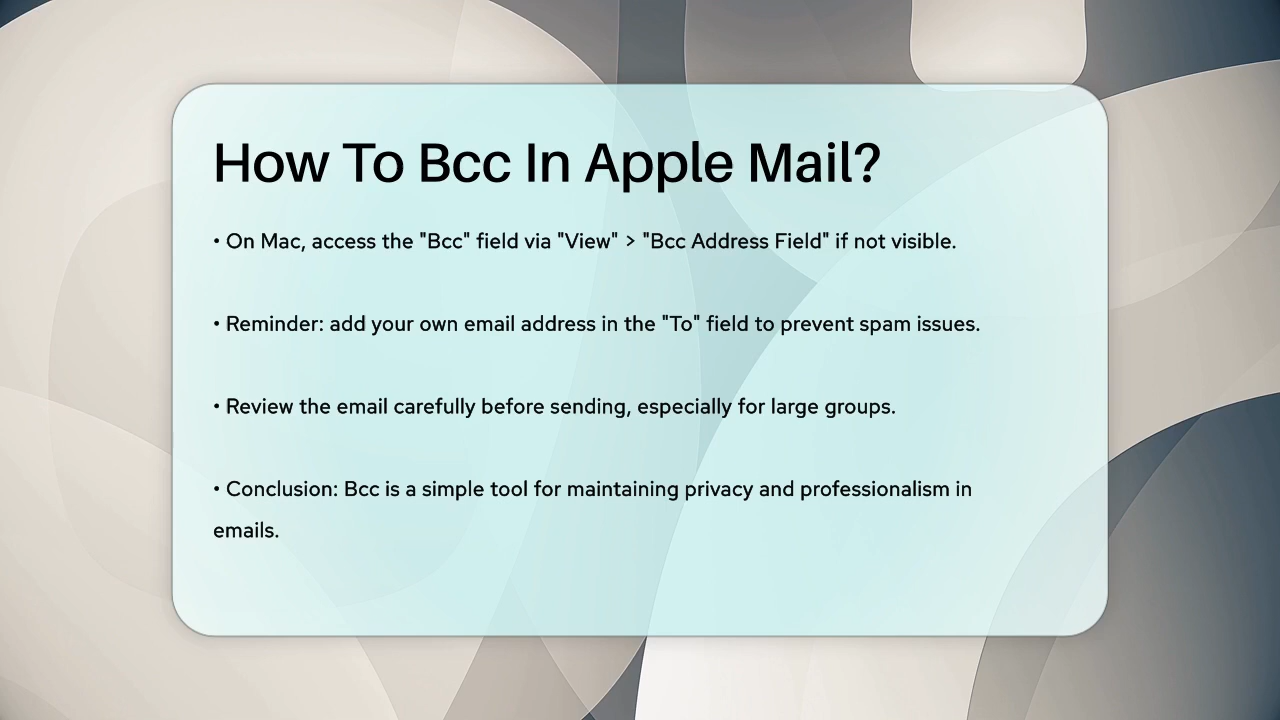 How To Bcc In Apple Mail?
• On Mac, access the "Bcc" field via "View" > "Bcc Address Field" if not visible.
• Reminder: add your own email address in the "To" field to prevent spam issues.
• Review the email carefully before sending, especially for large groups.
• Conclusion: Bcc is a simple tool for maintaining privacy and professionalism in
emails.